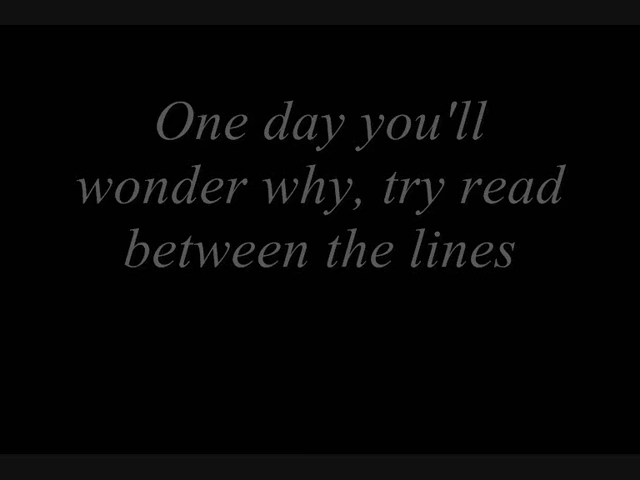 One day you'll
wonder why, try read
between the lines